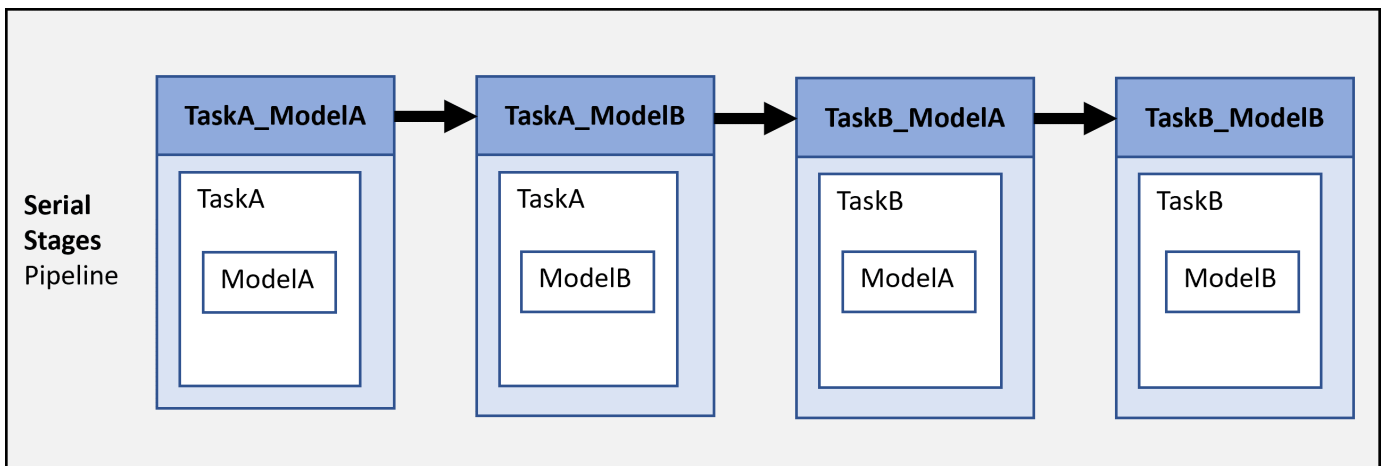 Serial
Stages
Pipeline
TaskA_ModelA
TaskA
ModelA
TaskA_ModelB
TaskA
ModelB
TaskB_ModelA
TaskB
ModelA
TaskB_ModelB
TaskB
ModelB